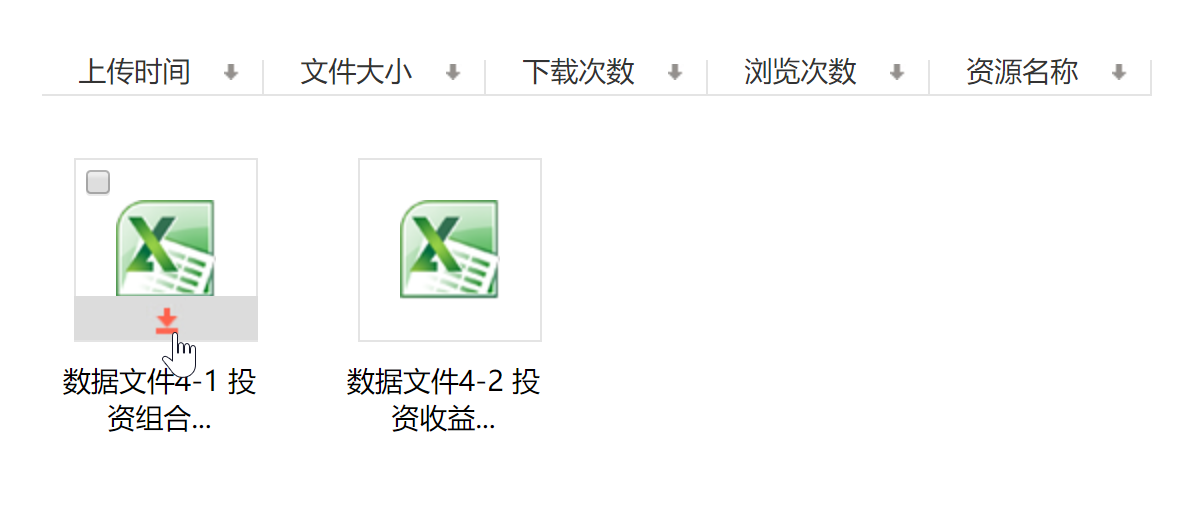 上传时间 文件大小 下载次数 浏览次数 资源名称
数据文件4-1 投
资组合...
数据文件4-2 投
资收益...